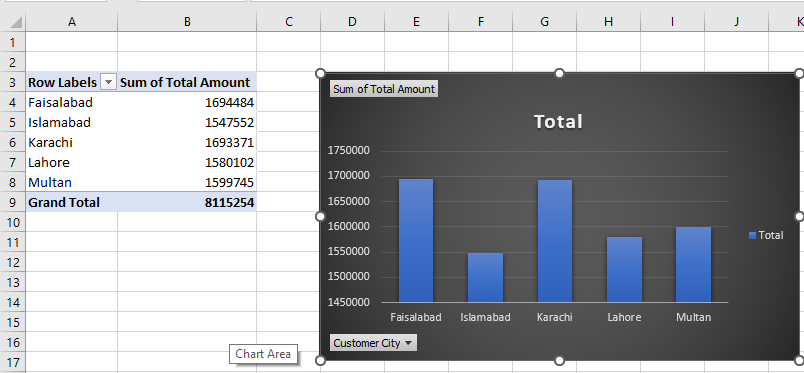 A B C D E F G H I J K
1
2
3 Row Labels Sum of Total Amount
4 Faisalabad 1694484
5 Islamabad 1547552
6 Karachi 1693371
7 Lahore 1580102
8 Multan 1599745
9 Grand Total 8115254
10
11
12
13
14
15
16
17
Sum of Total Amount
Total
1750000
1700000
1650000
1600000
1550000
1500000
1450000
Faisalabad Islamabad Karachi Lahore Multan
Total
Customer City
Chart Area